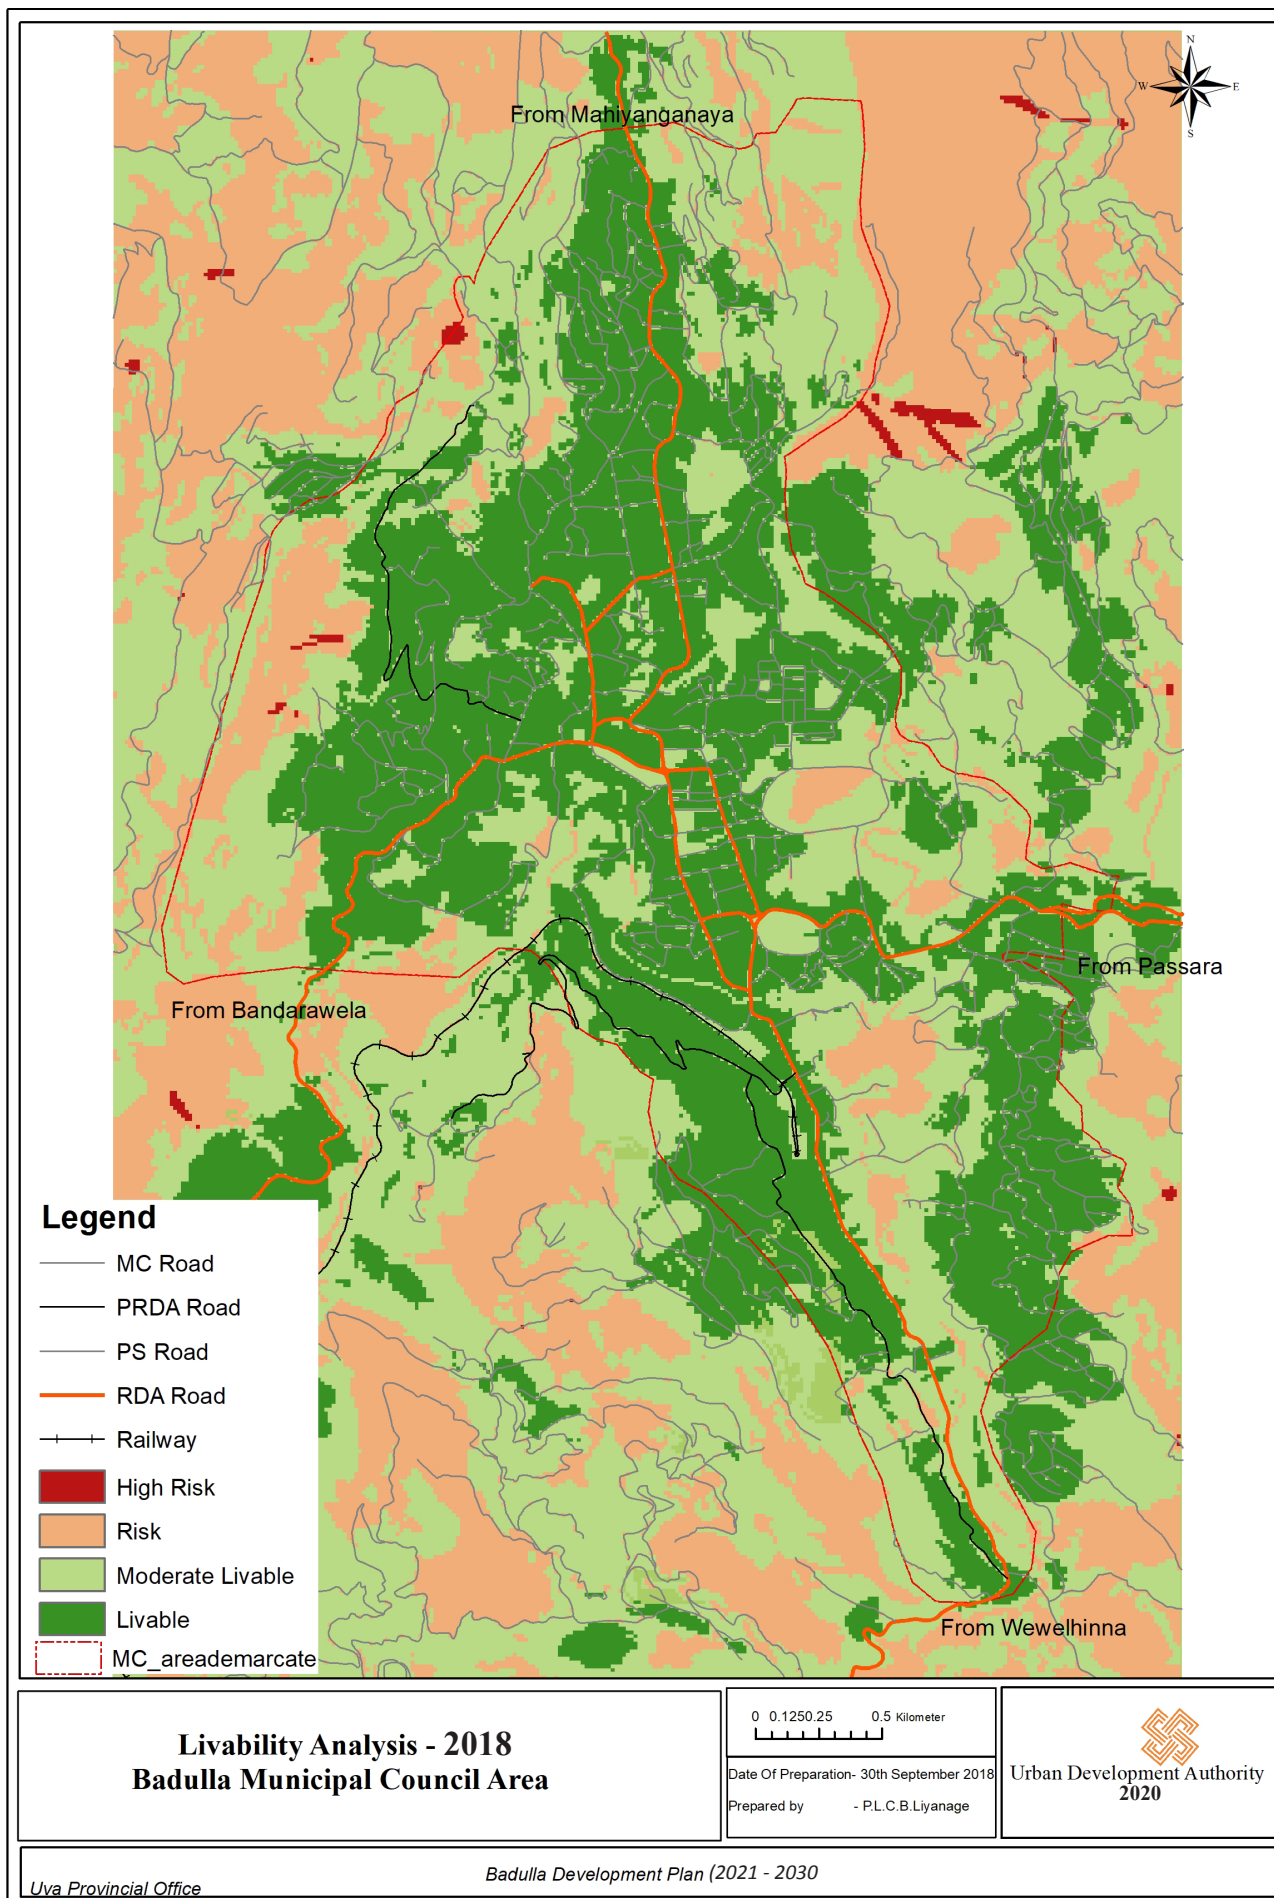 N
W
E
S
From Mahiyanganaya
From Passara
From Bandarawela
From Wewelhinna
Legend
MC Road
PRDA Road
PS Road
RDA Road
Railway
High Risk
Risk
Moderate Livable
Livable
MC_areademarcate
Livability Analysis - 2018
Badulla Municipal Council Area
0 0.1250.25 0.5 Kilometer
Date Of Preparation- 30th September 2018
Prepared by - P.L.C.B.Liyanage
Urban Development Authority
2020
Badulla Development Plan (2021 - 2030
Uva Provincial Office